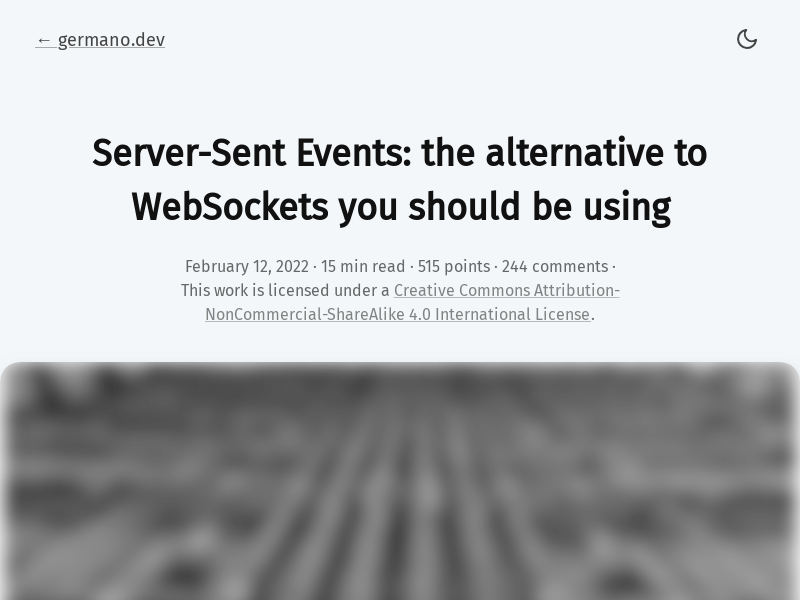 ← germano.dev
Server-Sent Events: the alternative to
WebSockets you should be using
February 12, 2022 · 15 min read · 515 points · 244 comments ·
This work is licensed under a Creative Commons Attribution-
NonCommercial-ShareAlike 4.0 International License.